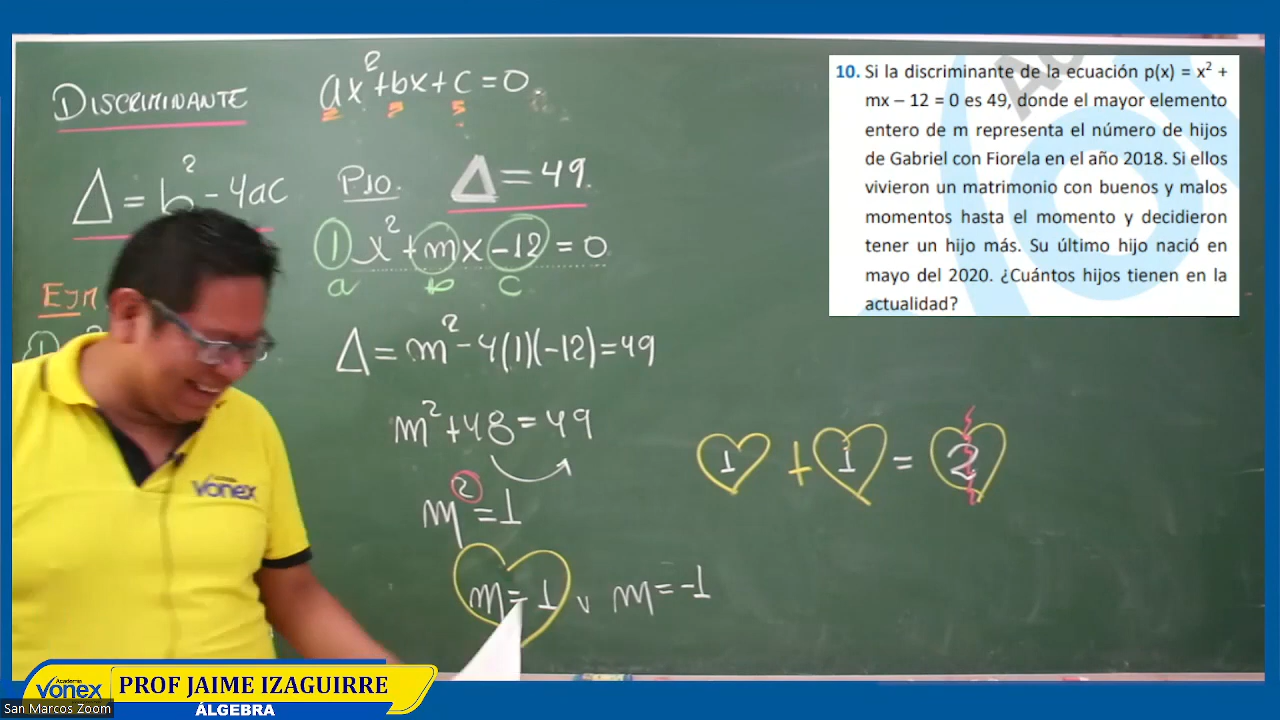 DISCRIMINANTE
ax²+bx+c=0
Δ=b²-4ac
P10.
Δ=49.
1x²+mx-12=0
a b c
Δ=m²-4(1)(-12)=49
m²+48=49
m²=1
m=1 v m=-1
1+1=2
10. Si la discriminante de la ecuación p(x) = x² +
mx – 12 = 0 es 49, donde el mayor elemento
entero de m representa el número de hijos
de Gabriel con Fiorela en el año 2018. Si ellos
vivieron un matrimonio con buenos y malos
momentos hasta el momento y decidieron
tener un hijo más. Su último hijo nació en
mayo del 2020. ¿Cuántos hijos tienen en la
actualidad?
vonex
Academia
vonex
PROF JAIME IZAGUIRRE
ÁLGEBRA
San Marcos Zoom